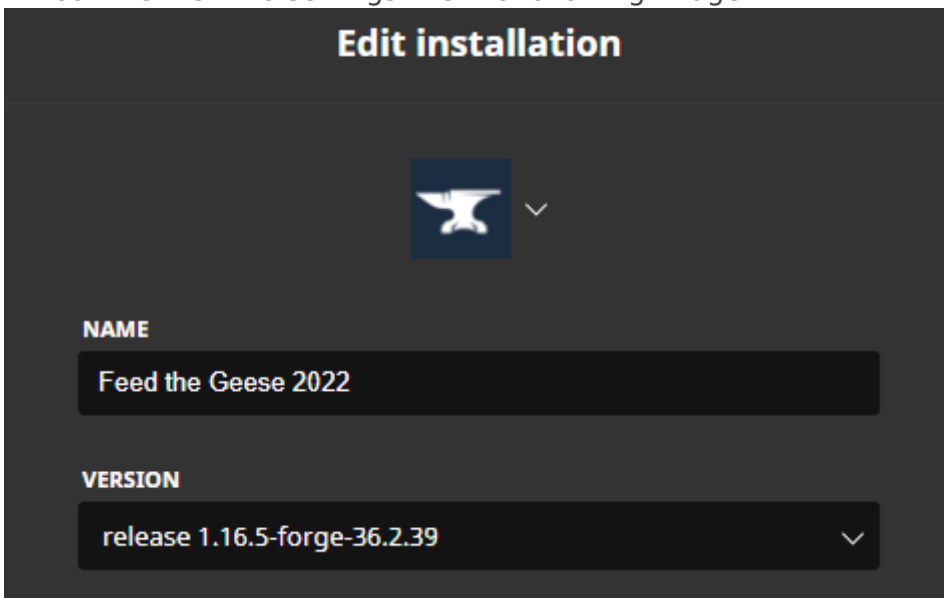 Edit installation
NAME
Feed the Geese 2022
VERSION
release 1.16.5-forge-36.2.39